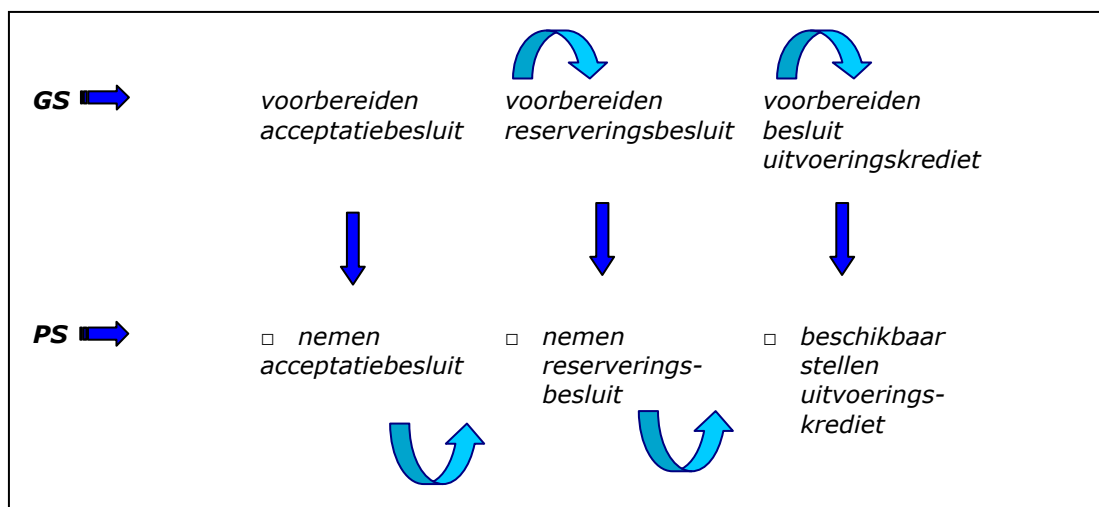 GS
voorbereiden
acceptatiebesluit
voorbereiden
reserveringsbesluit
voorbereiden
besluit
uitvoeringskrediet
PS
□ nemen
acceptatiebesluit
□ nemen
reserverings-
besluit
□ beschikbaar
stellen
uitvoerings-
krediet